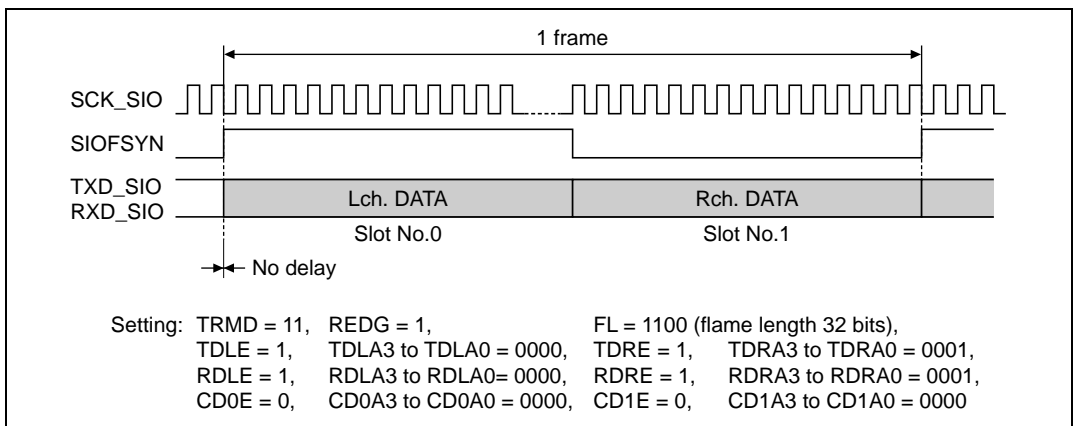 1 frame
SCK_SIO
SIOFSYN
TXD_SIO
RXD_SIO
Lch. DATA Rch. DATA
Slot No.0 Slot No.1
No delay
Setting: TRMD = 11, REDG = 1, FL = 1100 (flame length 32 bits),
TDLE = 1, TDLA3 to TDLA0 = 0000, TDRE = 1, TDRA3 to TDRA0 = 0001,
RDLE = 1, RDLA3 to RDLA0= 0000, RDRE = 1, RDRA3 to RDRA0 = 0001,
CD0E = 0, CD0A3 to CD0A0 = 0000, CD1E = 0, CD1A3 to CD1A0 = 0000